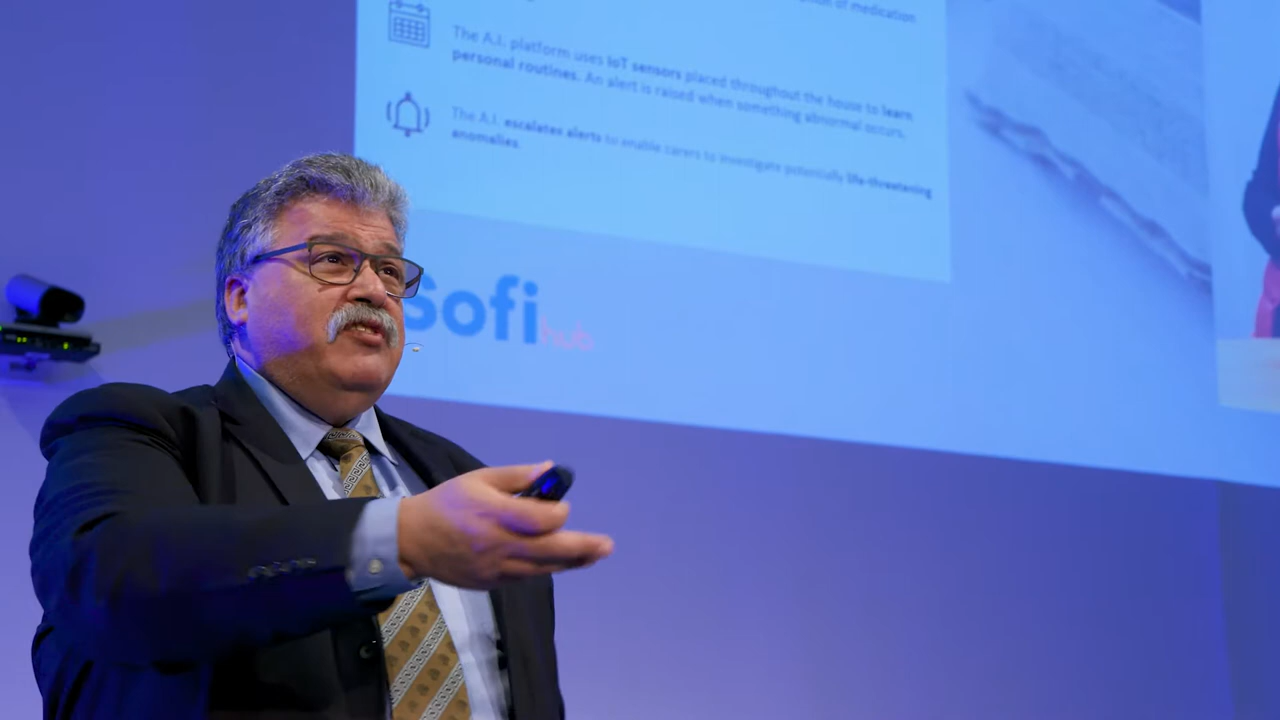 of medication
The A.I. platform uses IoT sensors placed throughout the house to learn
personal routines. An alert is raised when something abnormal occurs.
The A.I. escalates alerts to enable carers to investigate potentially life-threatening
anomalies.
Sofi
hub